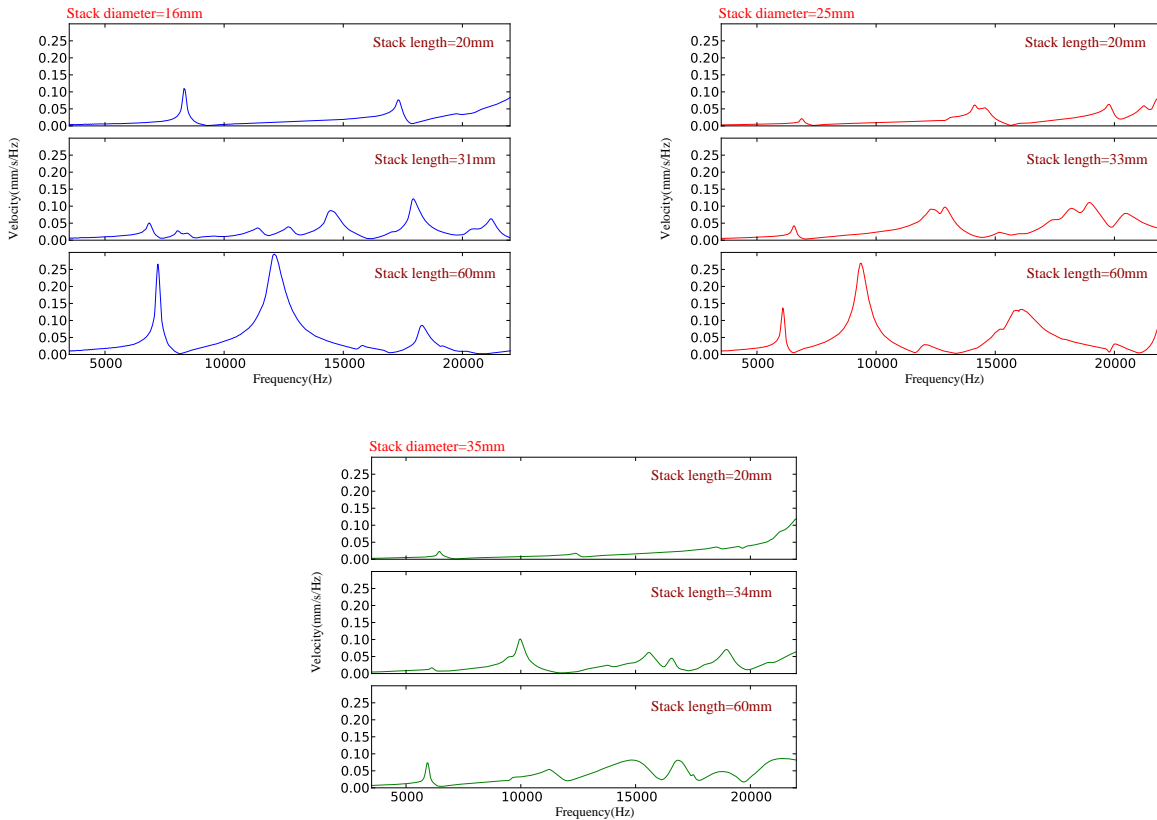 Stack diameter=16mm
Stack length=20mm
0.25
0.20
0.15
0.10
0.05
0.00
Stack length=31mm
0.25
0.20
0.15
0.10
0.05
0.00
Velocity(mm/s/Hz)
Stack length=60mm
0.25
0.20
0.15
0.10
0.05
0.00
5000 10000 15000 20000
Frequency(Hz)
Stack diameter=25mm
Stack length=20mm
0.25
0.20
0.15
0.10
0.05
0.00
Stack length=33mm
0.25
0.20
0.15
0.10
0.05
0.00
Velocity(mm/s/Hz)
Stack length=60mm
0.25
0.20
0.15
0.10
0.05
0.00
5000 10000 15000 20000
Frequency(Hz)
Stack diameter=35mm
Stack length=20mm
0.25
0.20
0.15
0.10
0.05
0.00
Stack length=34mm
0.25
0.20
0.15
0.10
0.05
0.00
Velocity(mm/s/Hz)
Stack length=60mm
0.25
0.20
0.15
0.10
0.05
0.00
5000 10000 15000 20000
Frequency(Hz)